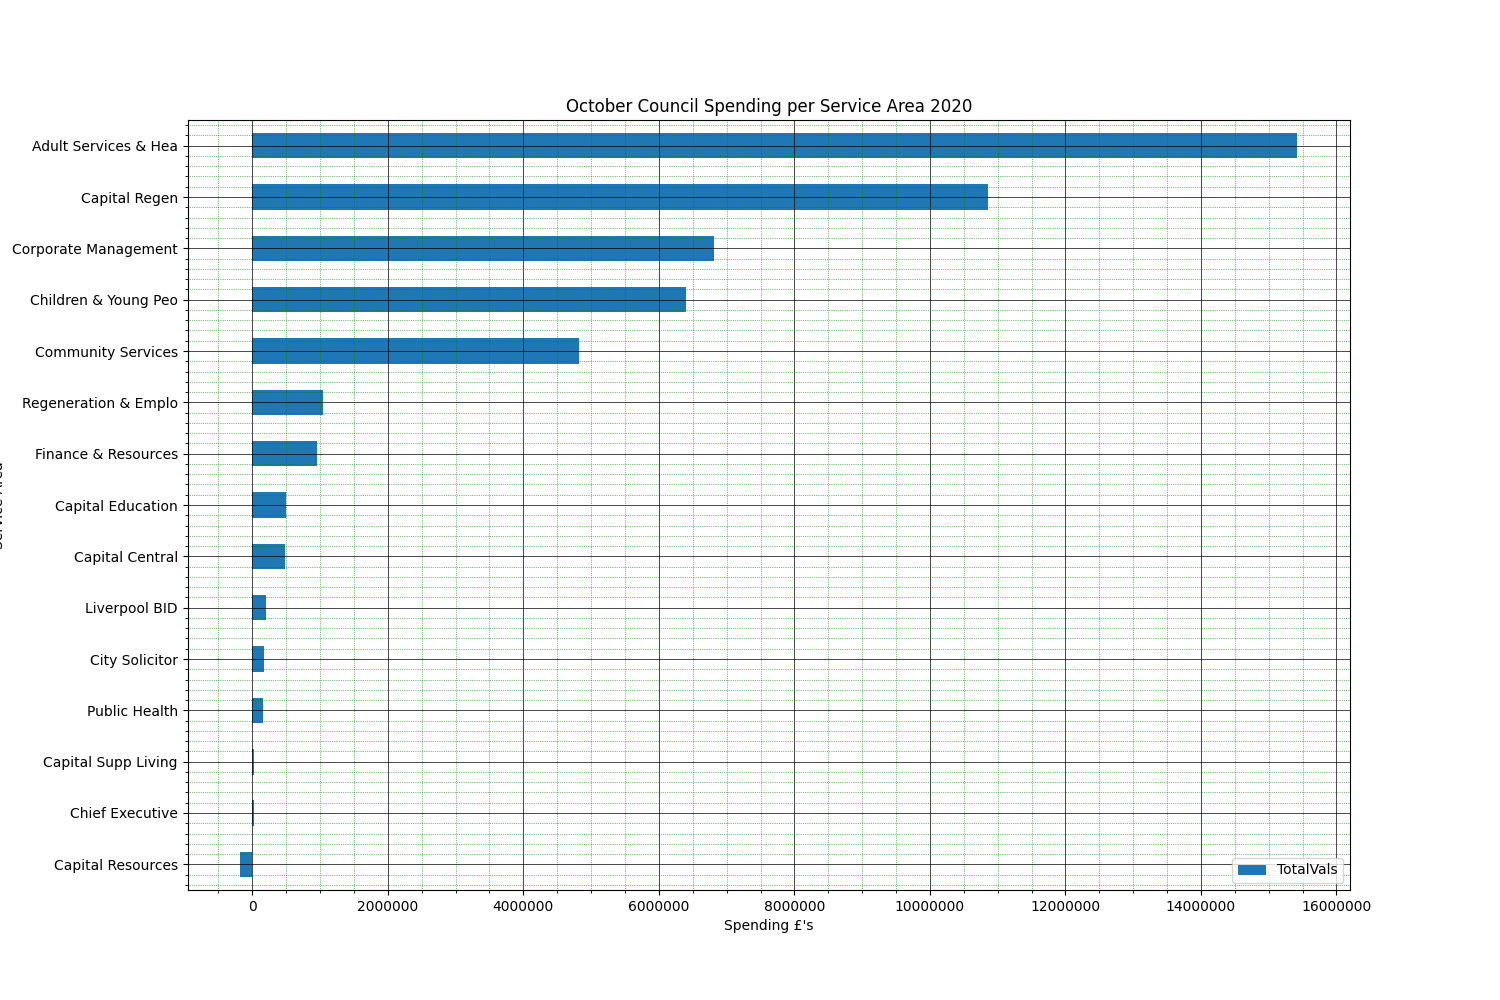 October Council Spending per Service Area 2020
Adult Services & Hea
Capital Regen
Corporate Management
Children & Young Peo
Community Services
Regeneration & Emplo
Finance & Resources
Capital Education
Capital Central
Liverpool BID
City Solicitor
Public Health
Capital Supp Living
Chief Executive
Capital Resources
TotalVals
0 2000000 4000000 6000000 8000000 10000000 12000000 14000000 16000000
Spending £'s